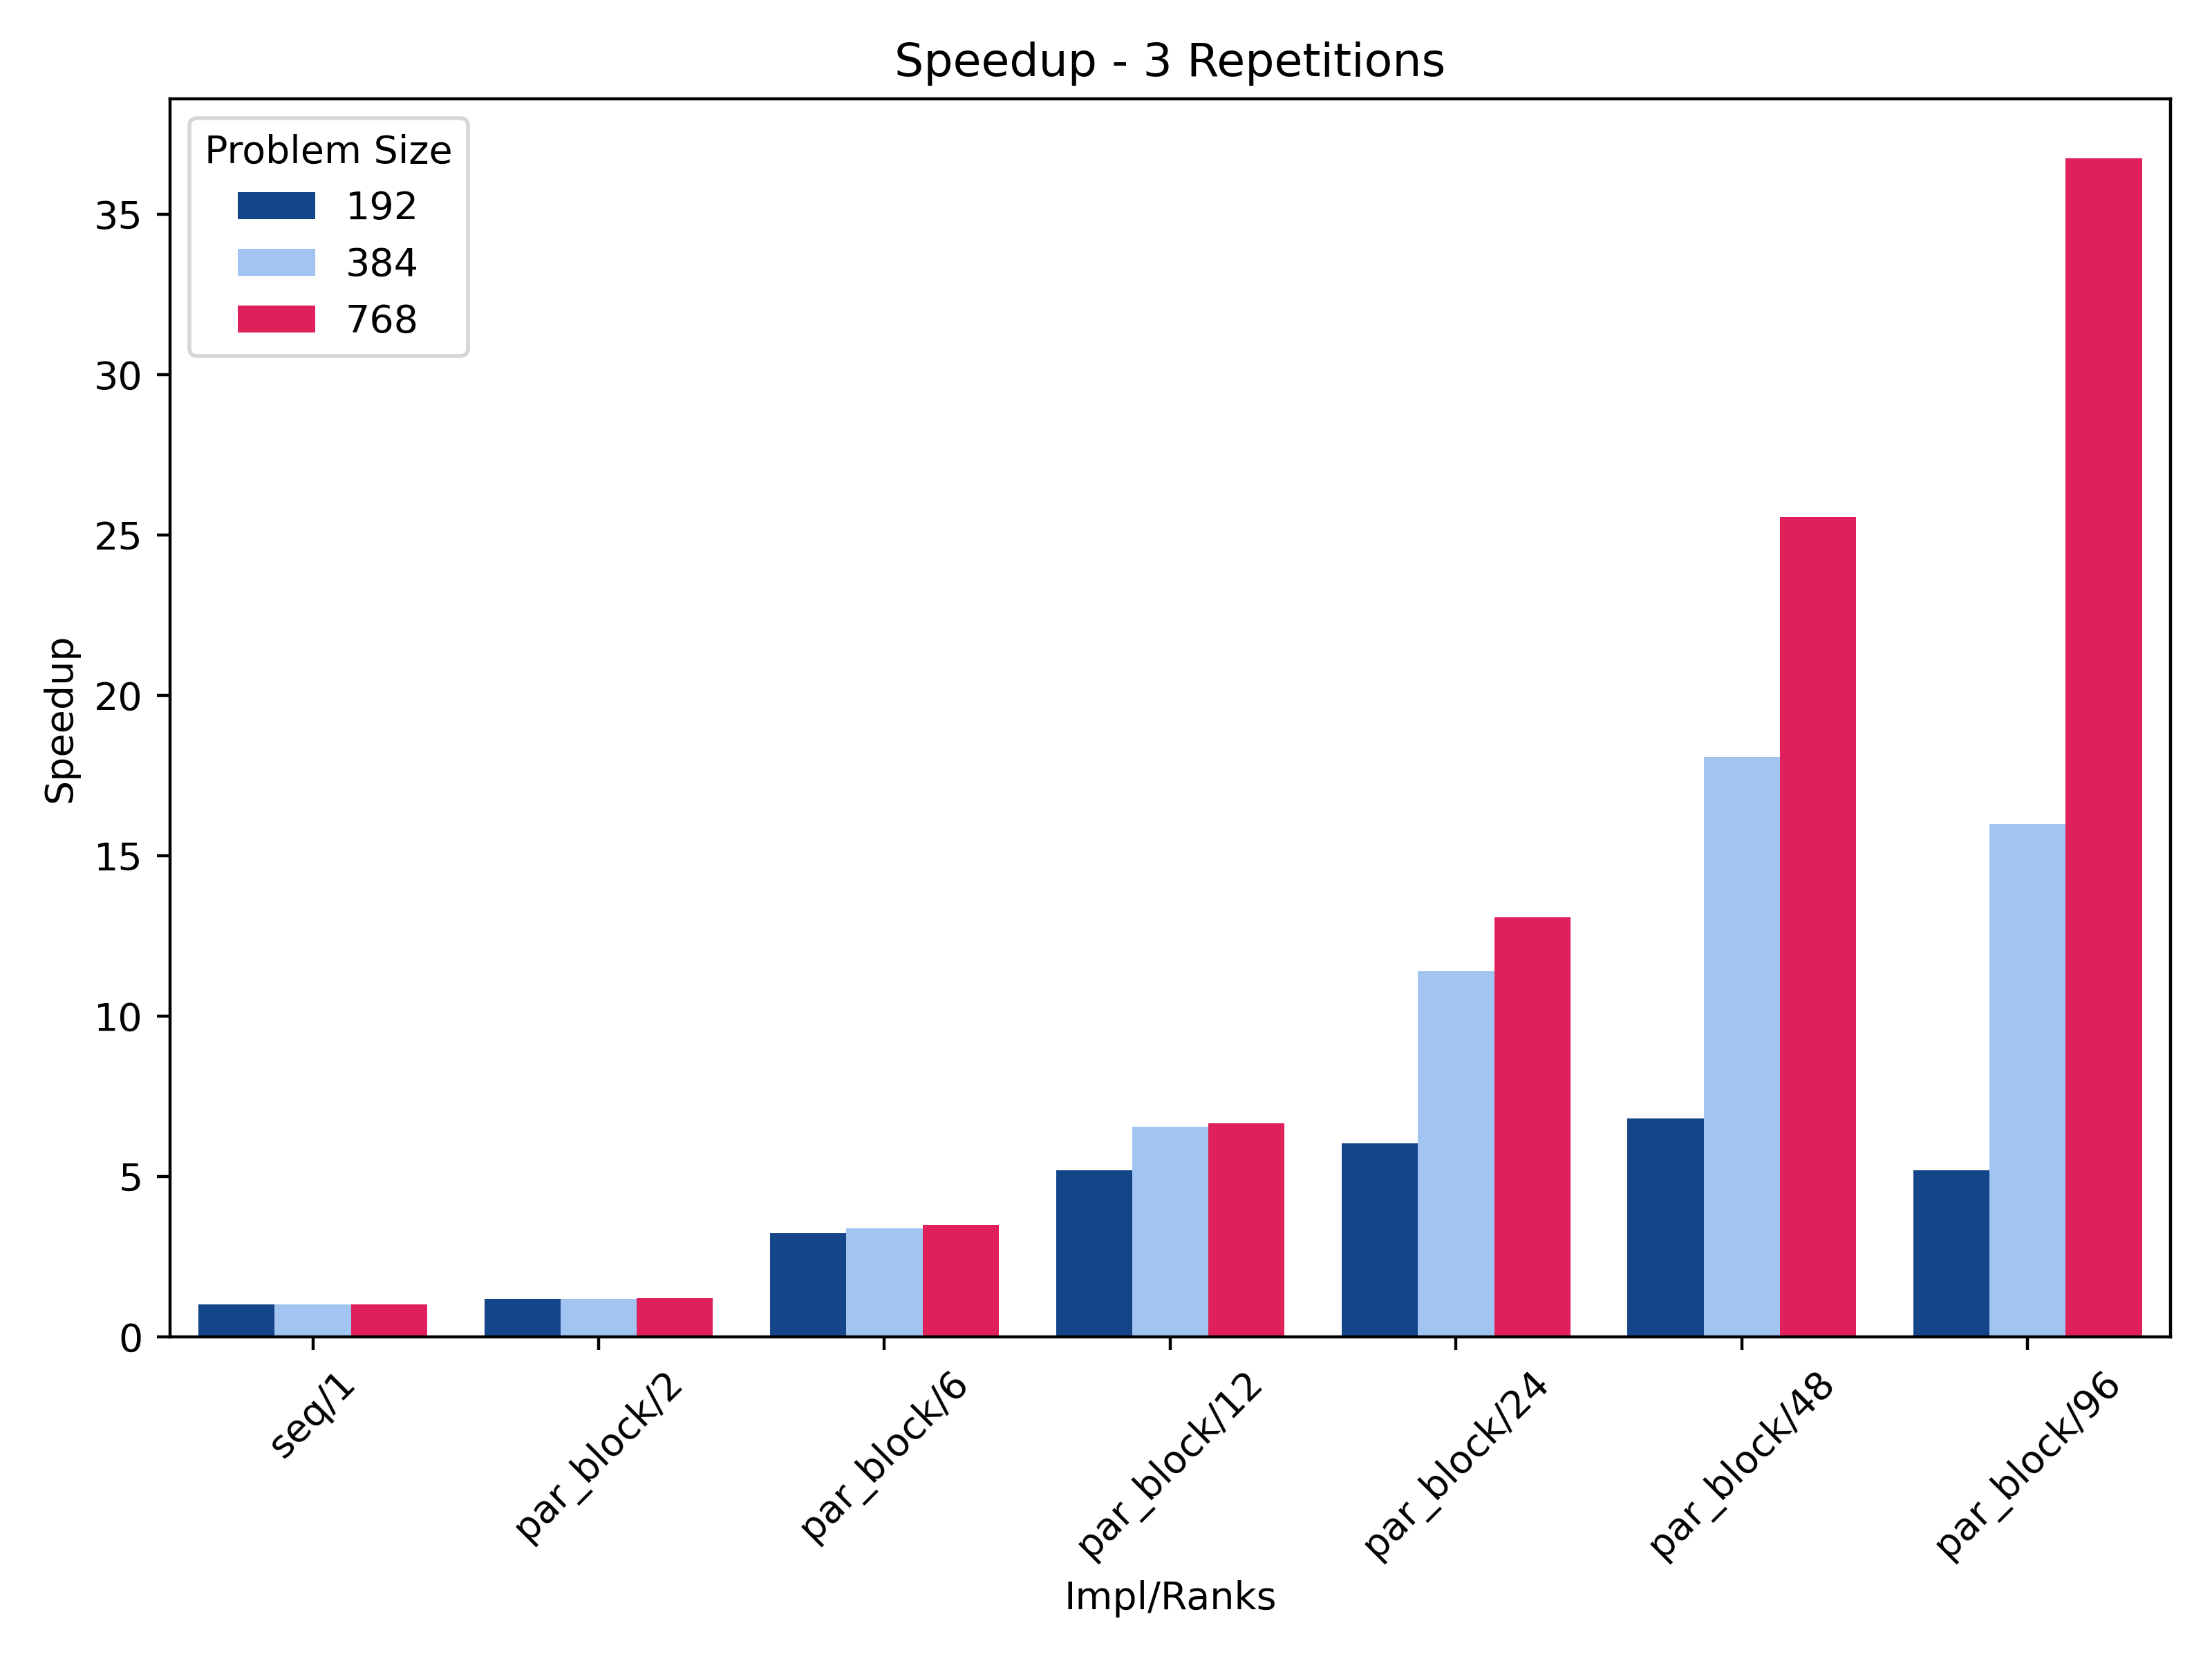 Speedup - 3 Repetitions
Problem Size
192
384
768
Speedup
35
30
25
20
15
10
5
0
seq/1
par_block/2
par_block/6
par_block/12
par_block/24
par_block/48
par_block/96
Impl/Ranks